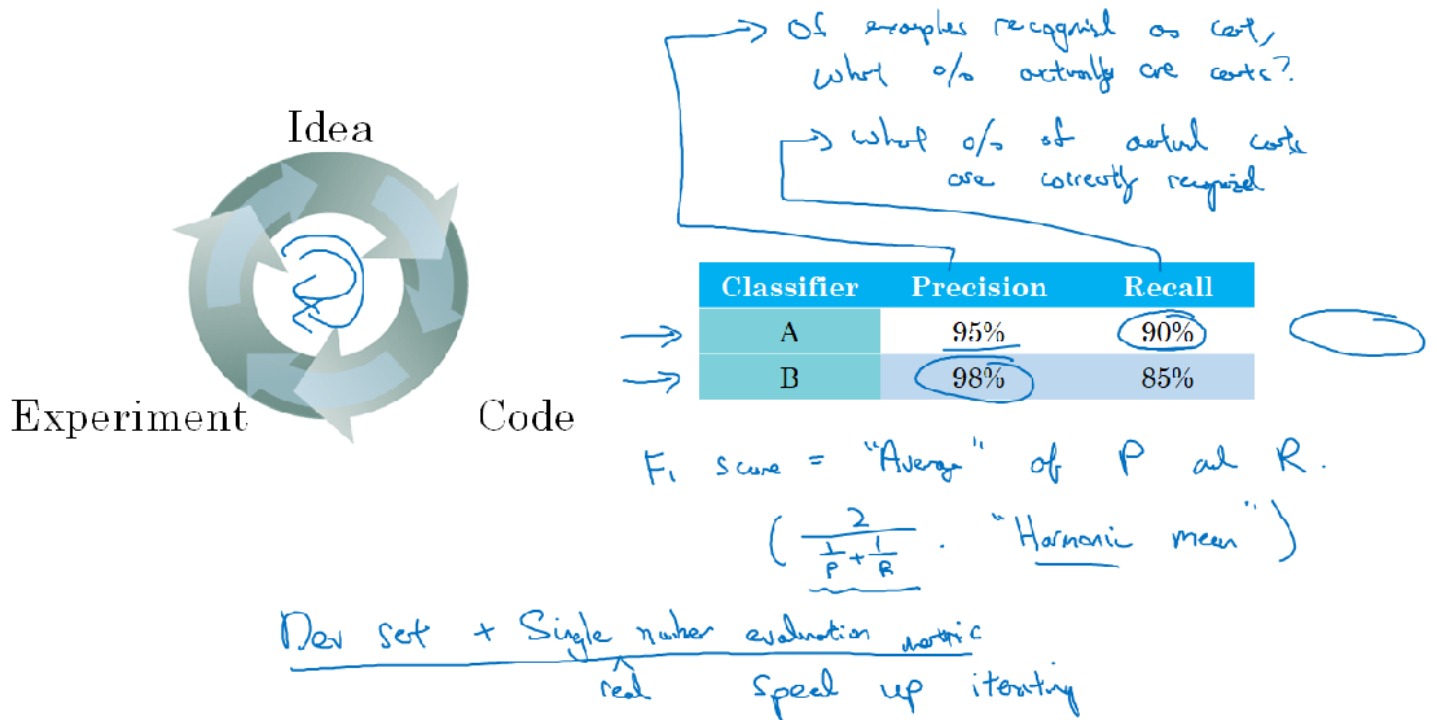 Of examples recognized as cat,
what % actually are cats?
what % of actual cats
are correctly recognized
Idea
Experiment
Code
Classifier Precision Recall
A 95% 90%
B 98% 85%
F₁ score = "Average" of P and R.
( 2 / (1/P + 1/R) . "Harmonic mean" )
Dev set + Single number evaluation metric
real speed up iterating